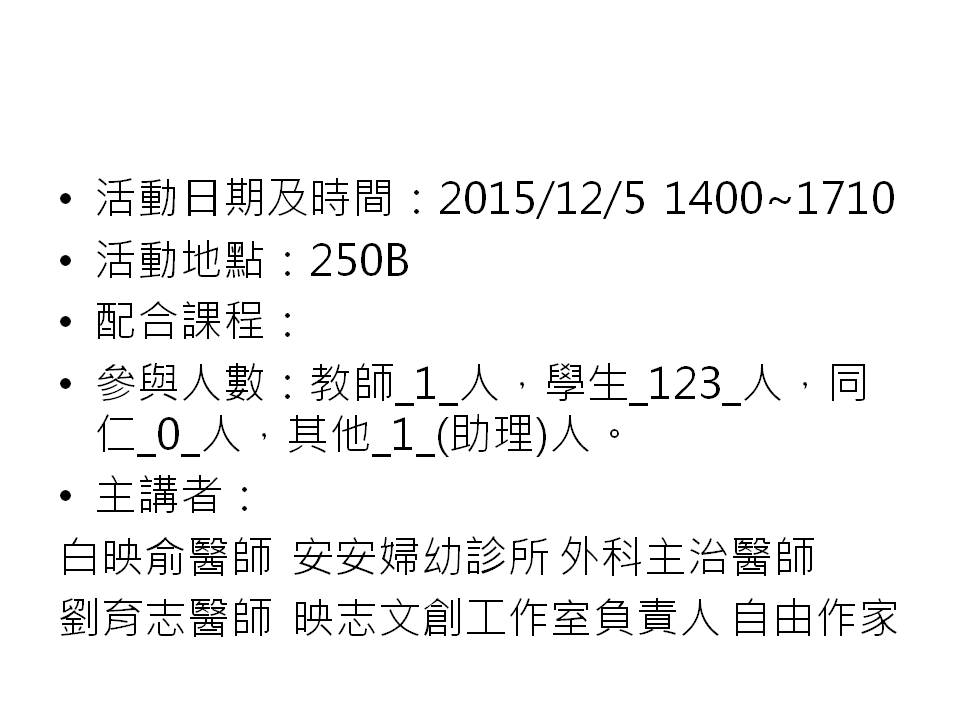 • 活動日期及時間：2015/12/5 1400~1710
• 活動地點：250B
• 配合課程：
• 參與人數：教師_1_人，學生_123_人，同
仁_0_人，其他_1_(助理)人。
• 主講者：
白映俞醫師 安安婦幼診所 外科主治醫師
劉育志醫師 映志文創工作室負責人 自由作家